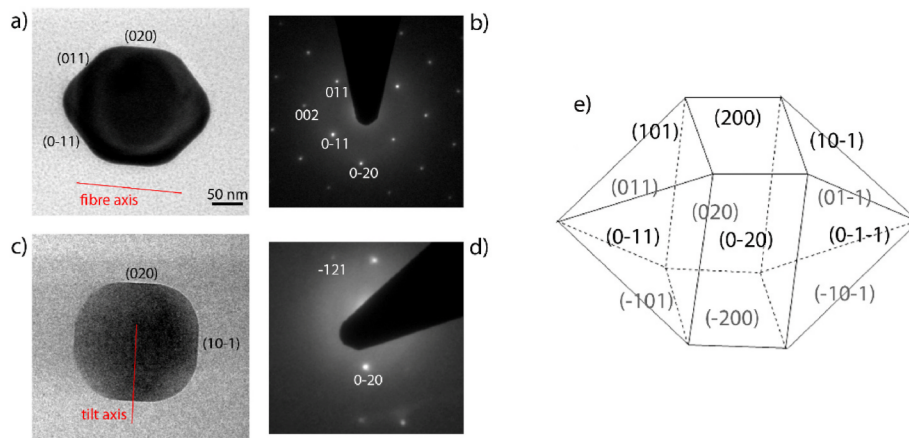 a)
(020)
(011)
(0-11)
fibre axis
50 nm
b)
011
002
0-11
0-20
c)
(020)
(10-1)
tilt axis
d)
-121
0-20
e)
(101)
(200)
(10-1)
(011)
(020)
(01-1)
(0-11)
(0-20)
(0-1-1)
(-101)
(-200)
(-10-1)